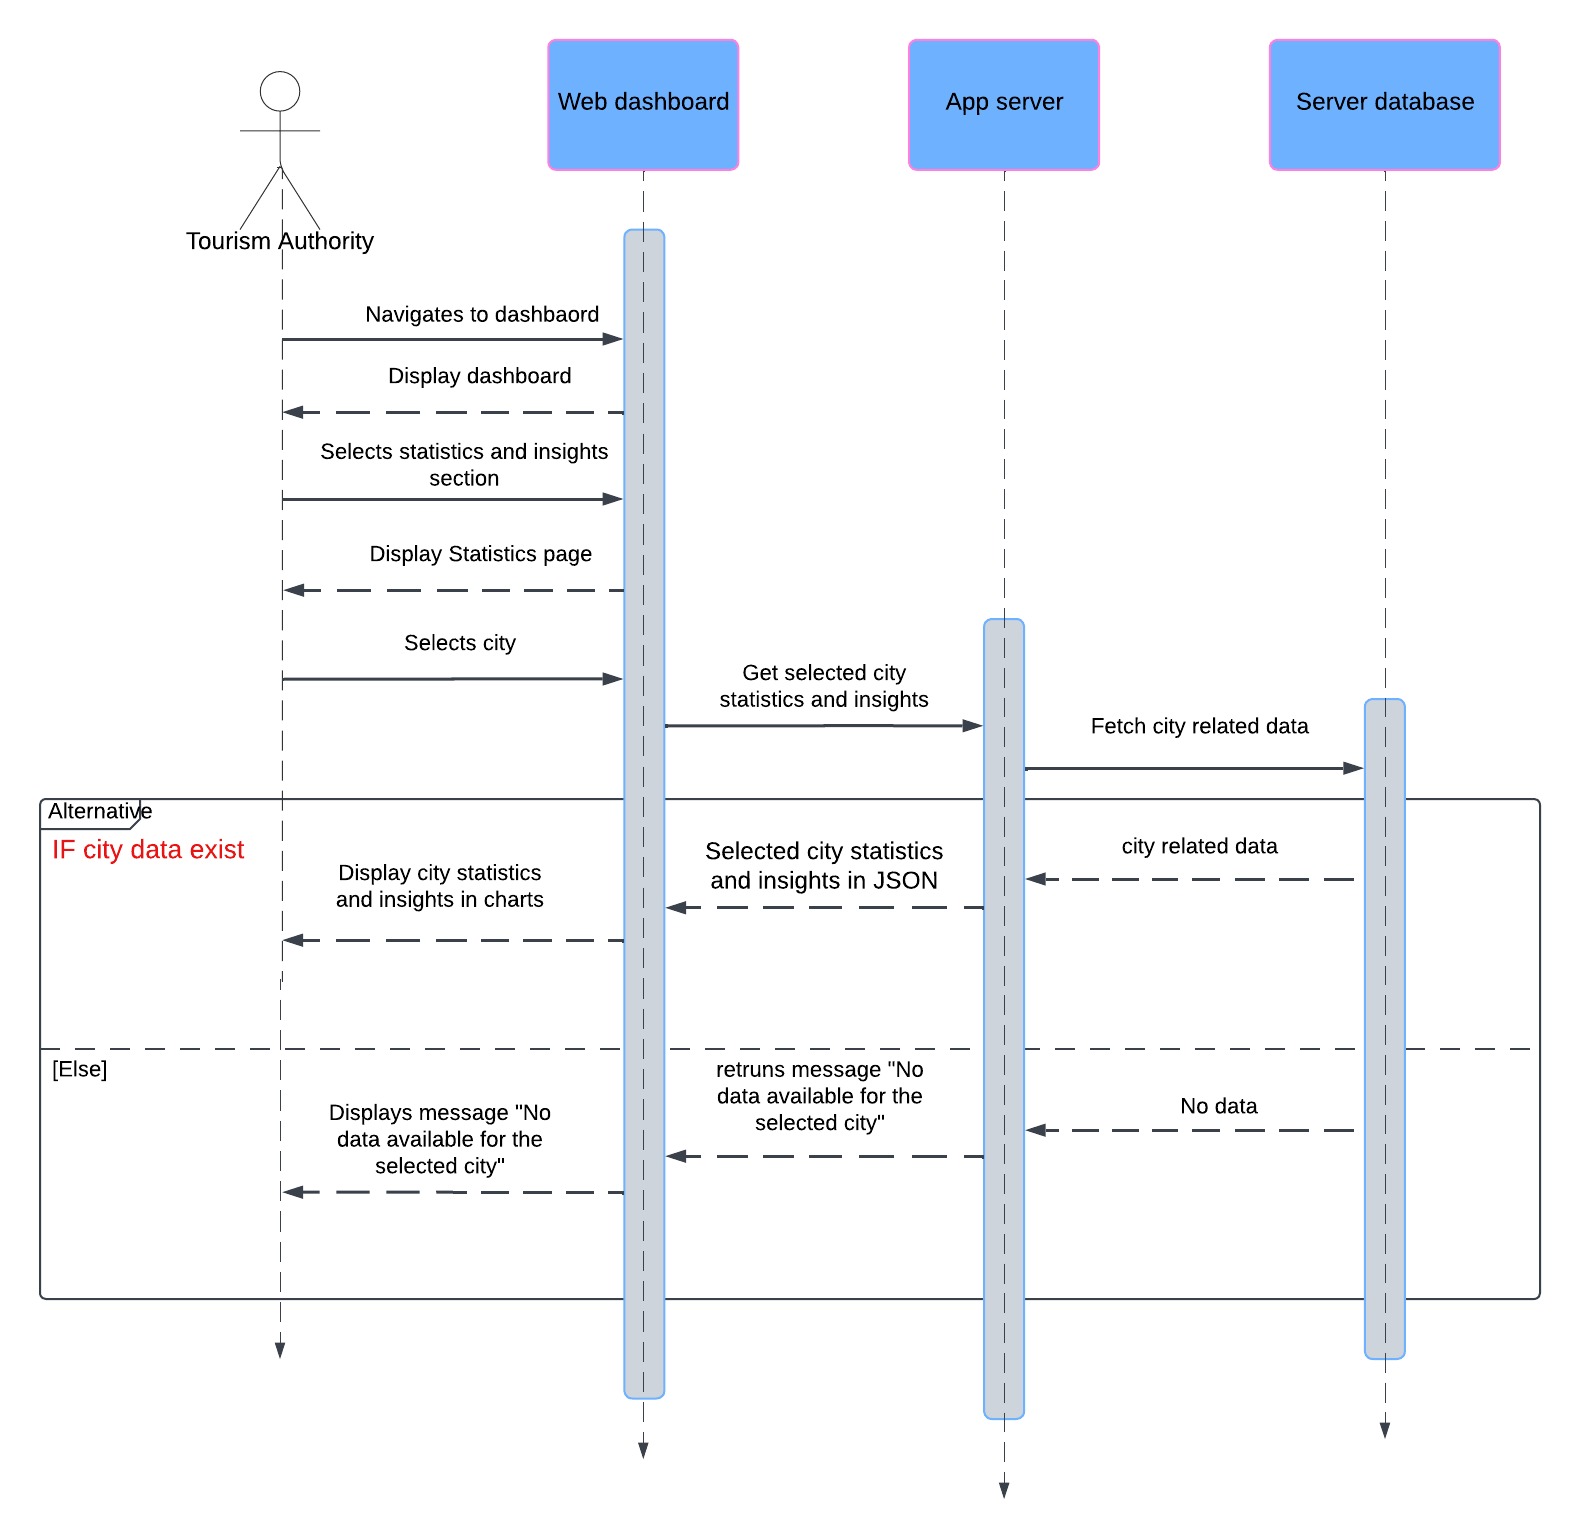 Web dashboard
App server
Server database
Tourism Authority
Navigates to dashbaord
Display dashboard
Selects statistics and insights
section
Display Statistics page
Selects city
Get selected city
statistics and insights
Fetch city related data
Alternative
IF city data exist
city related data
Selected city statistics
and insights in JSON
Display city statistics
and insights in charts
[Else]
No data
retruns message "No
data available for the
selected city"
Displays message "No
data available for the
selected city"